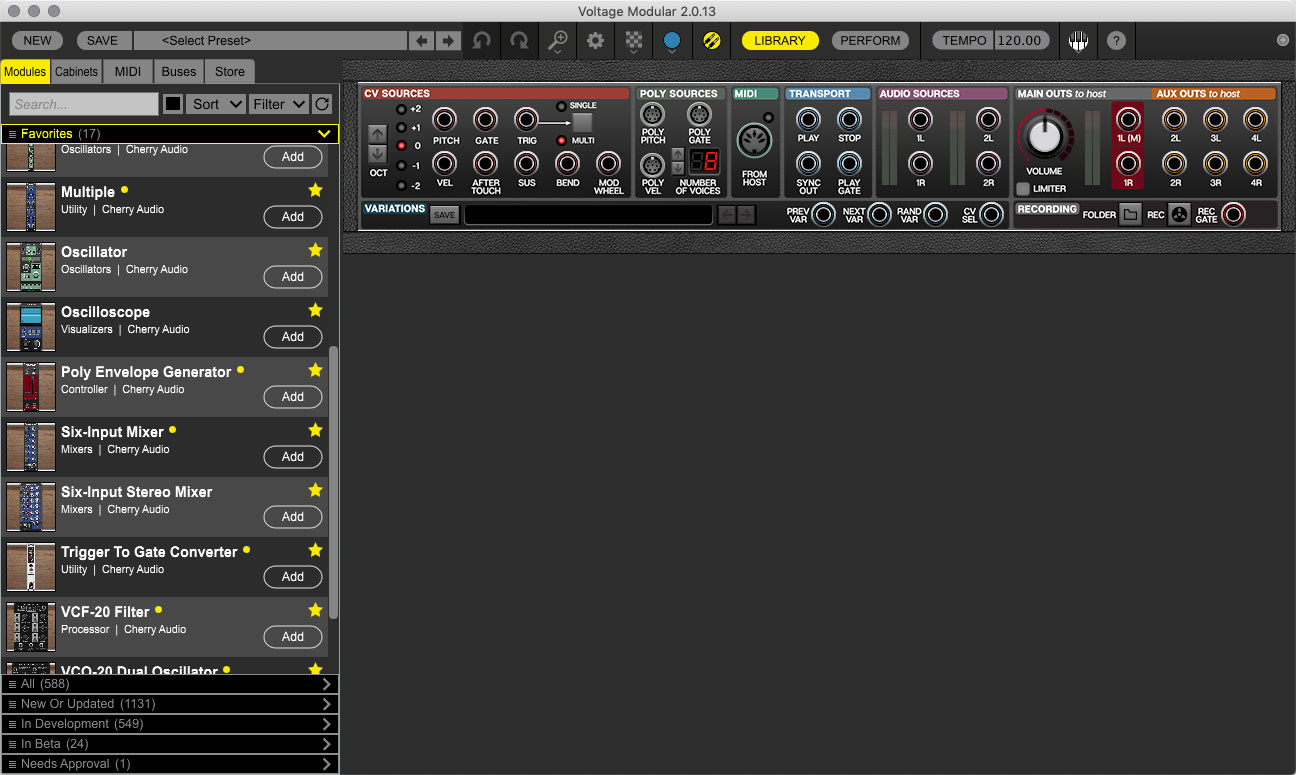 Voltage Modular 2.0.13
NEW SAVE <Select Preset> LIBRARY PERFORM TEMPO 120.00 ?
Modules Cabinets MIDI Buses Store
Search... Sort Filter
Favorites (17)
Oscillators | Cherry Audio
Add
Multiple
Utility | Cherry Audio
Add
Oscillator
Oscillators | Cherry Audio
Add
Oscilloscope
Visualizers | Cherry Audio
Add
Poly Envelope Generator
Controller | Cherry Audio
Add
Six-Input Mixer
Mixers | Cherry Audio
Add
Six-Input Stereo Mixer
Mixers | Cherry Audio
Add
Trigger To Gate Converter
Utility | Cherry Audio
Add
VCF-20 Filter
Processor | Cherry Audio
Add
VCO-20 Dual Oscillator
All (588)
New Or Updated (1131)
In Development (549)
In Beta (24)
Needs Approval (1)
CV SOURCES
OCT
+2
+1
0
-1
-2
PITCH GATE TRIG
SINGLE
MULTI
VEL AFTER TOUCH SUS BEND MOD WHEEL
POLY SOURCES
POLY PITCH POLY GATE
POLY VEL 8 NUMBER OF VOICES
MIDI
FROM HOST
TRANSPORT
PLAY STOP
SYNC OUT PLAY GATE
AUDIO SOURCES
1L 2L
1R 2R
MAIN OUTS to host
VOLUME
LIMITER
1L (M)
1R
AUX OUTS to host
2L 3L 4L
2R 3R 4R
VARIATIONS SAVE
PREV VAR NEXT VAR RAND VAR CV SEL
RECORDING FOLDER REC REC GATE